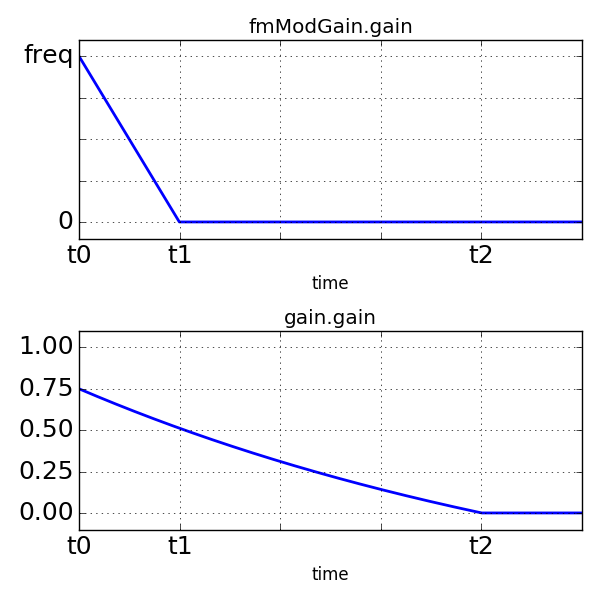 fmModGain.gain
freq
0
t0 t1 t2
time
gain.gain
1.00
0.75
0.50
0.25
0.00
t0 t1 t2
time